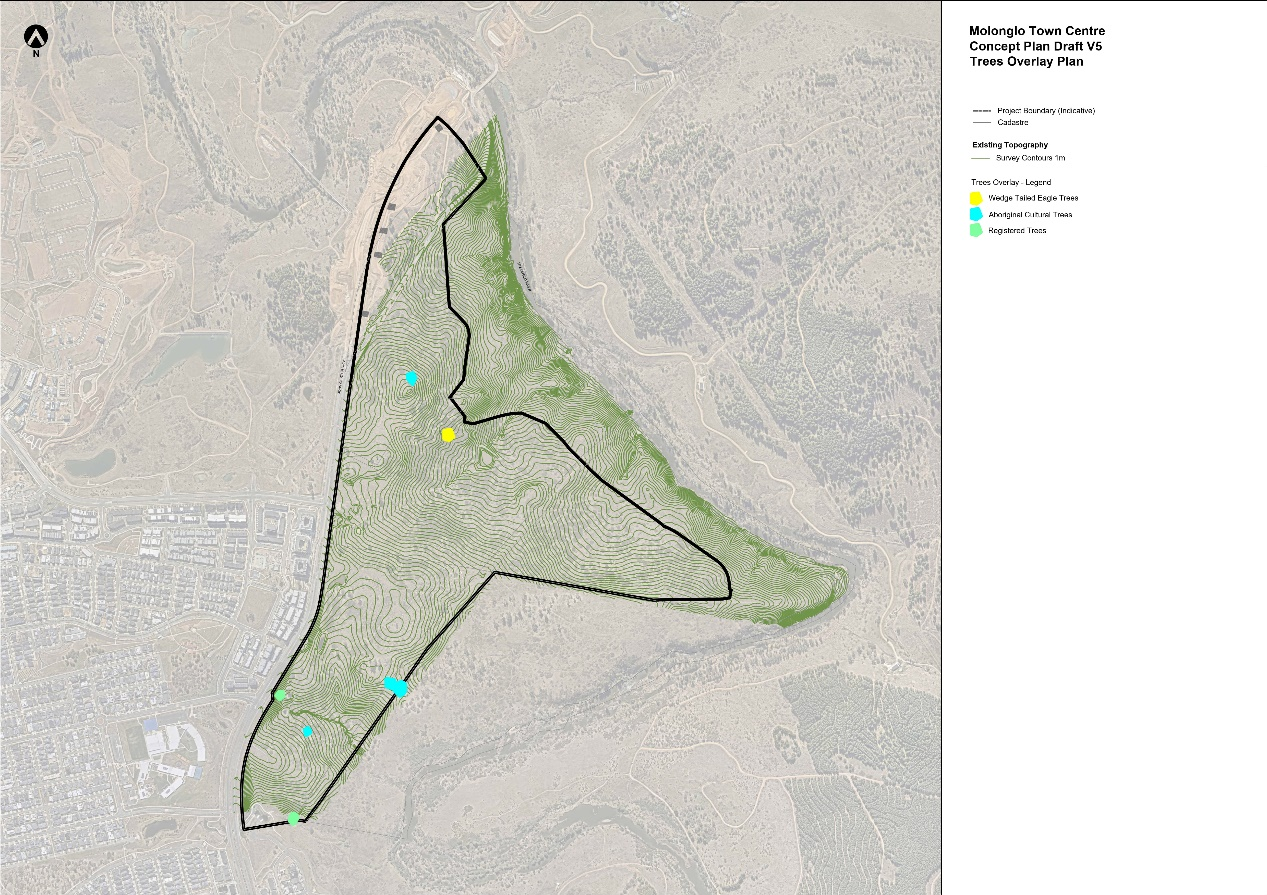 N
Molonglo Town Centre
Concept Plan Draft V5
Trees Overlay Plan
Project Boundary (Indicative)
Cadastre
Existing Topography
Survey Contours 1m
Trees Overlay - Legend
Wedge Tailed Eagle Trees
Aboriginal Cultural Trees
Registered Trees